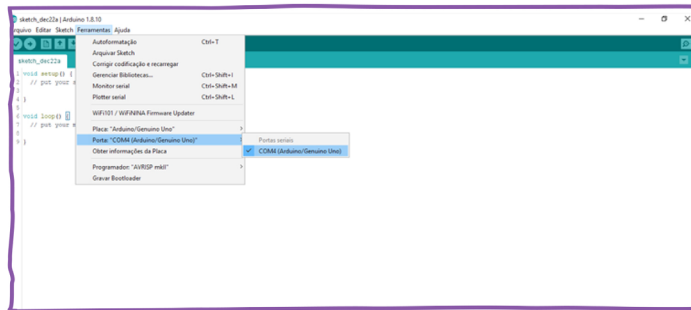 sketch_dec22a | Arduino 1.8.10
rquivo Editar Sketch Ferramentas Ajuda
sketch_dec22a
Autoformatação Ctrl+T
Arquivar Sketch
Corrigir codificação e recarregar
Gerenciar Bibliotecas... Ctrl+Shift+I
Monitor serial Ctrl+Shift+M
Plotter serial Ctrl+Shift+L
WiFi101 / WiFiNINA Firmware Updater
Placa: "Arduino/Genuino Uno"
Porta: "COM4 (Arduino/Genuino Uno)"
Obter informações da Placa
Programador: "AVRISP mkII"
Gravar Bootloader
Portas seriais
COM4 (Arduino/Genuino Uno)
1 void setup() {
2 // put your s
3
4 }
5
6 void loop() {
7 // put your m
8
9 }